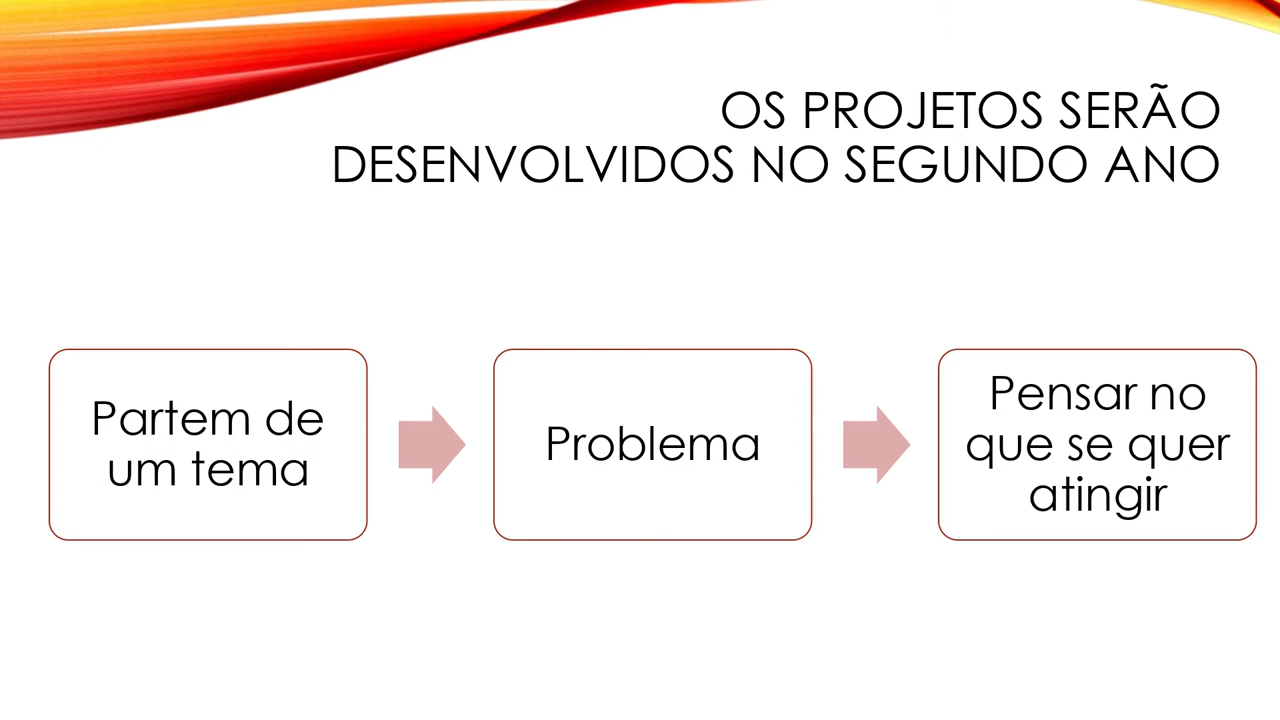 OS PROJETOS SERÃO
DESENVOLVIDOS NO SEGUNDO ANO
Partem de
um tema
Problema
Pensar no
que se quer
atingir